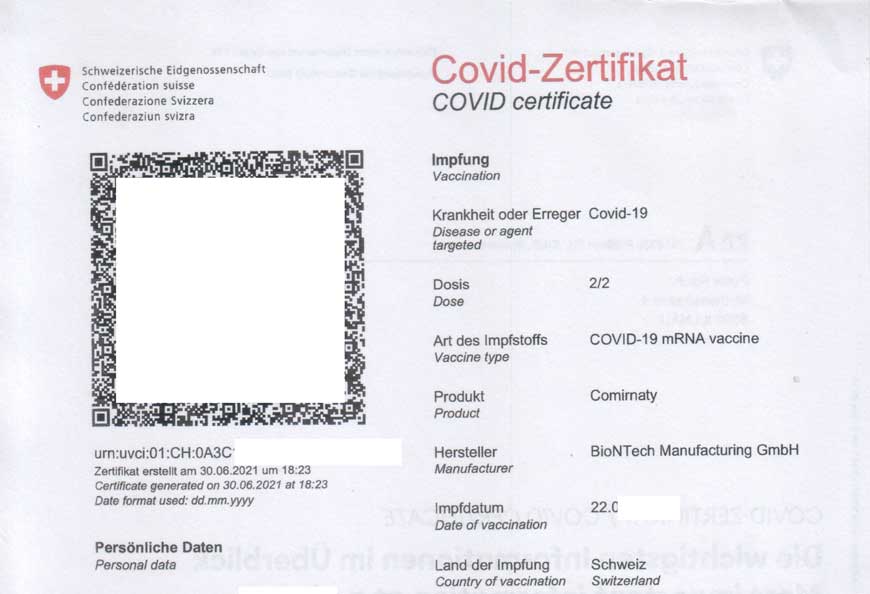 Schweizerische Eidgenossenschaft
Confédération suisse
Confederazione Svizzera
Confederaziun svizra
Covid-Zertifikat
COVID certificate
Impfung
Vaccination
Krankheit oder Erreger Covid-19
Disease or agent
targeted
Dosis 2/2
Dose
Art des Impfstoffs COVID-19 mRNA vaccine
Vaccine type
Produkt Comirnaty
Product
Hersteller BioNTech Manufacturing GmbH
Manufacturer
Impfdatum 22.0
Date of vaccination
Land der Impfung Schweiz
Country of vaccination Switzerland
urn:uvci:01:CH:0A3C
Zertifikat erstellt am 30.06.2021 um 18:23
Certificate generated on 30.06.2021 at 18:23
Date format used: dd.mm.yyyy
Persönliche Daten
Personal data